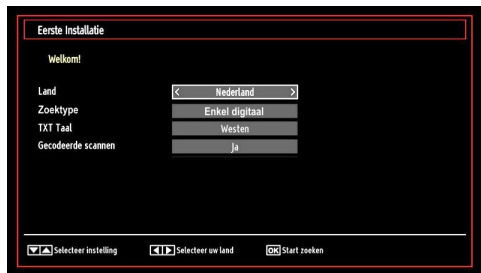 Eerste Installatie
Welkom!
Land < Nederland >
Zoektype Enkel digitaal
TXT Taal Westen
Gecodeerde scannen Ja
Selecteer instelling Selecteer uw land OK Start zoeken